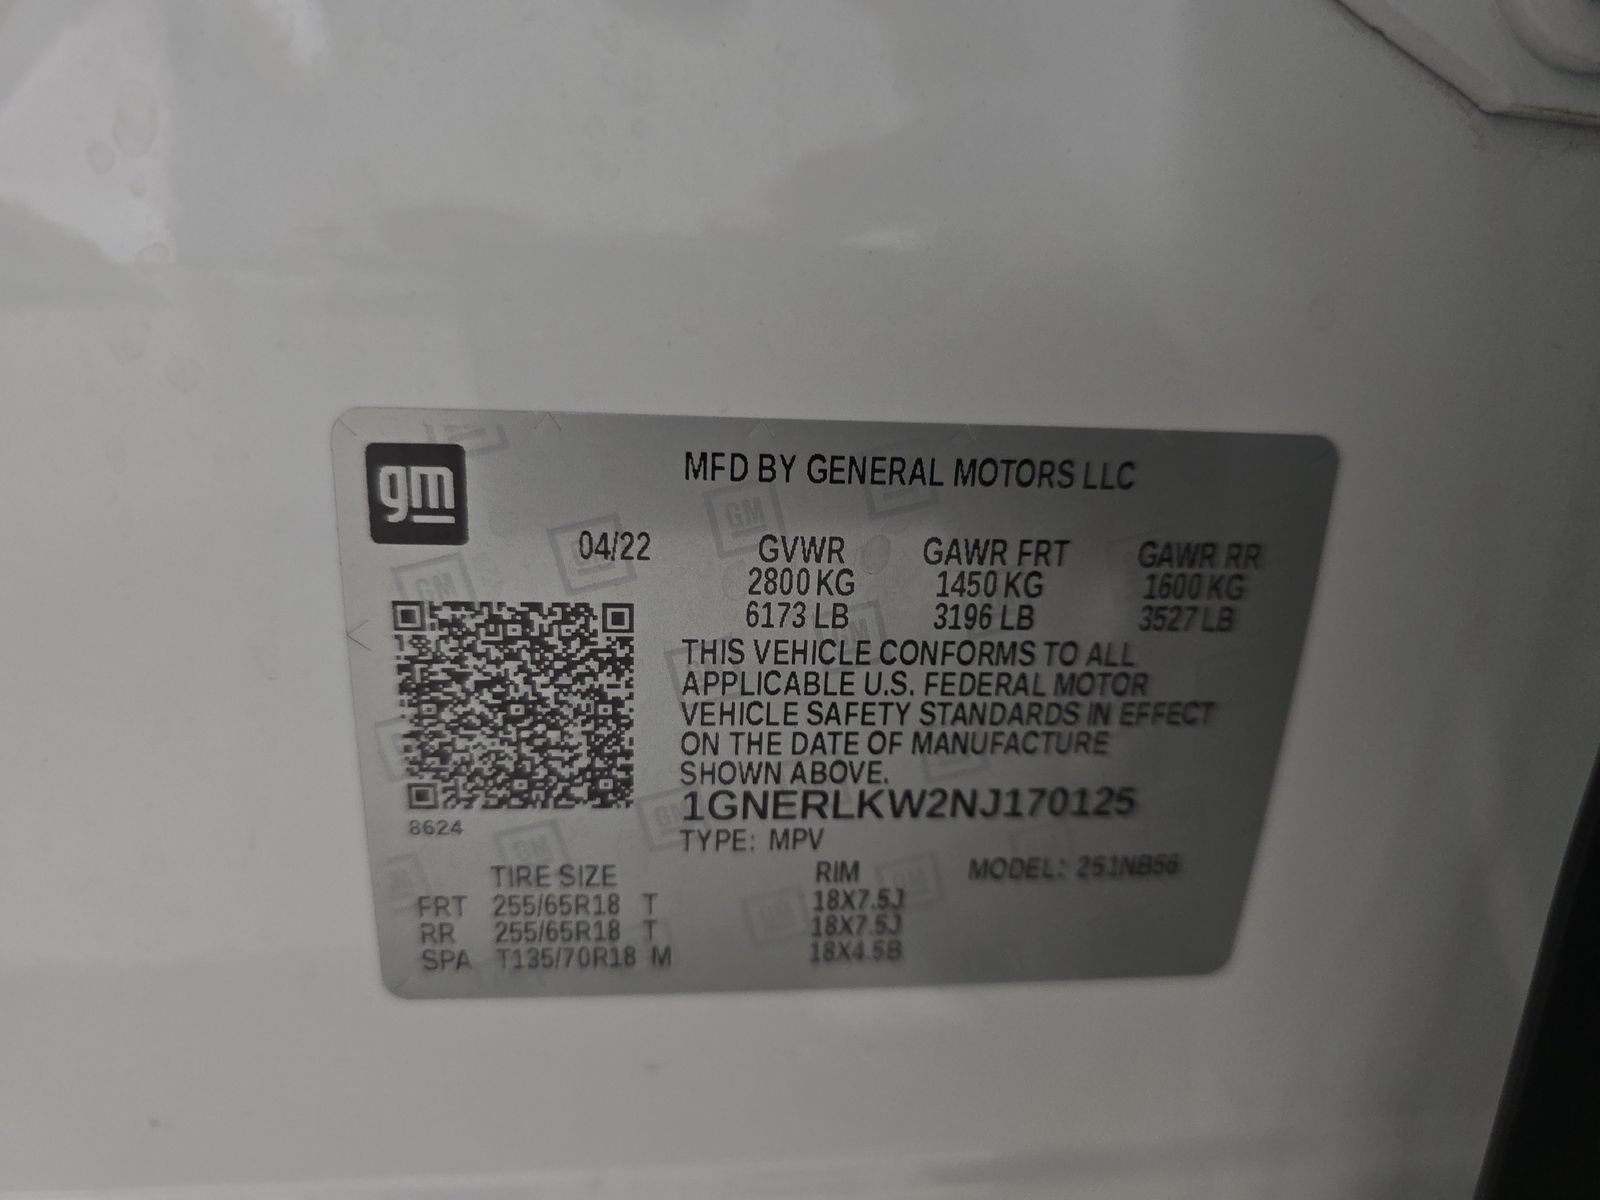 gm
MFD BY GENERAL MOTORS LLC
04/22 GVWR GAWR FRT GAWR RR
2800 KG 1450 KG 1600 KG
6173 LB 3196 LB 3527 LB
THIS VEHICLE CONFORMS TO ALL
APPLICABLE U.S. FEDERAL MOTOR
VEHICLE SAFETY STANDARDS IN EFFECT
ON THE DATE OF MANUFACTURE
SHOWN ABOVE.
1GNERLKW2NJ170125
8624
TYPE: MPV
TIRE SIZE RIM MODEL: 251NB56
FRT 255/65R18 T 18X7.5J
RR 255/65R18 T 18X7.5J
SPA T135/70R18 M 18X4.5B